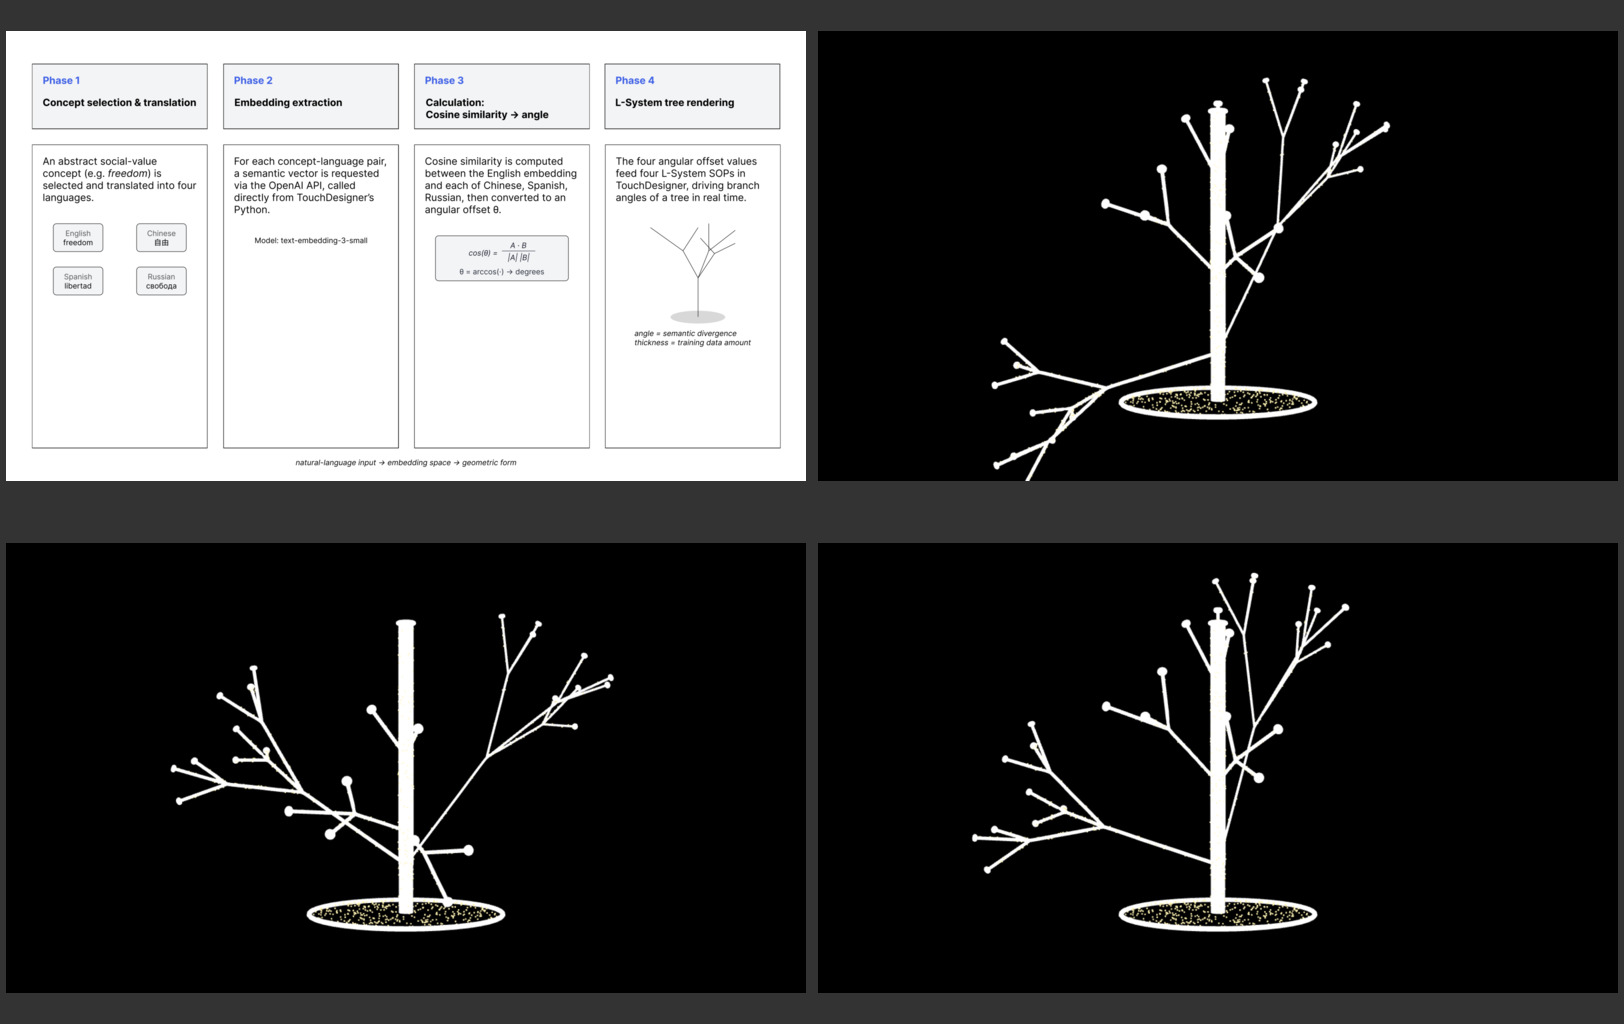 Phase 1
Concept selection & translation
An abstract social-value
concept (e.g. freedom) is
selected and translated into four
languages.
English
freedom
Chinese
自由
Spanish
libertad
Russian
свобода
Phase 2
Embedding extraction
For each concept-language pair,
a semantic vector is requested
via the OpenAI API, called
directly from TouchDesigner's
Python.
Model: text-embedding-3-small
Phase 3
Calculation:
Cosine similarity → angle
Cosine similarity is computed
between the English embedding
and each of Chinese, Spanish,
Russian, then converted to an
angular offset θ.
cos(θ) = A · B / |A| |B|
θ = arccos(·) → degrees
Phase 4
L-System tree rendering
The four angular offset values
feed four L-System SOPs in
TouchDesigner, driving branch
angles of a tree in real time.
angle = semantic divergence
thickness = training data amount
natural-language input → embedding space → geometric form